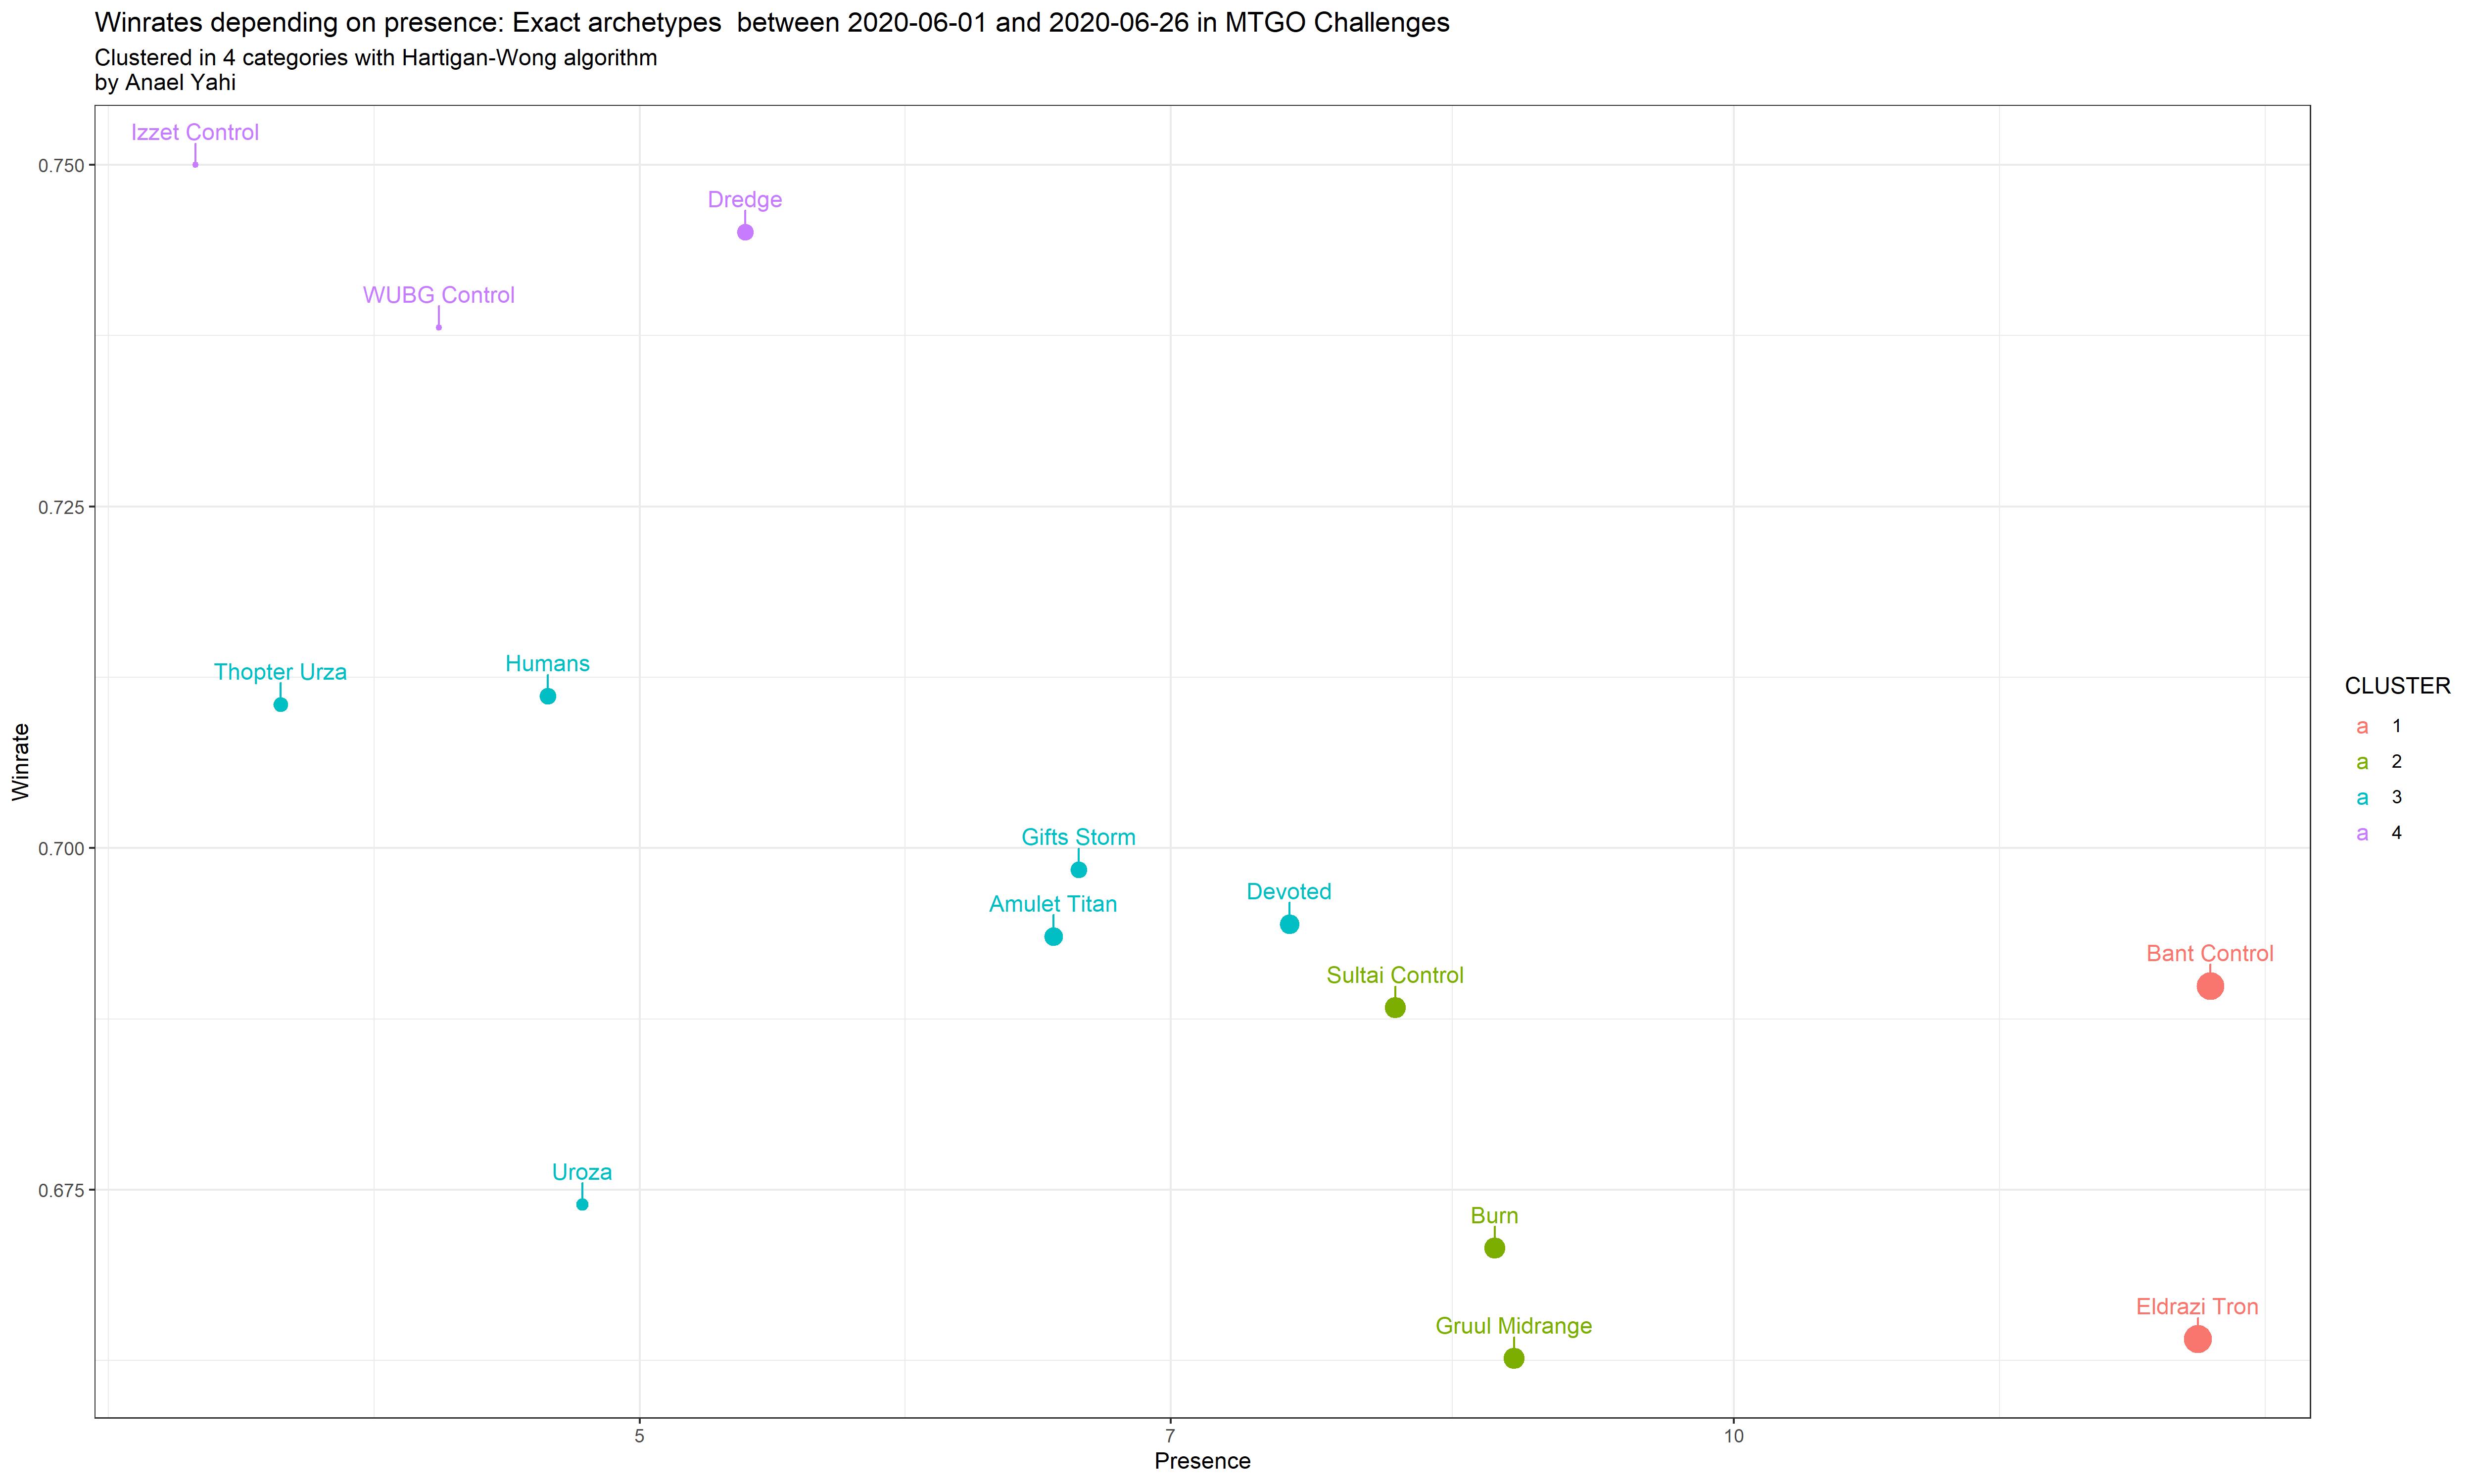 Winrates depending on presence: Exact archetypes  between 2020-06-01 and 2020-06-26 in MTGO Challenges
Clustered in 4 categories with Hartigan-Wong algorithm
by Anael Yahi
Izzet Control
0.750
Dredge
WUBG Control
0.725
Humans
Thopter Urza
CLUSTER
a 1
a 2
a 3
a 4
Winrate
Gifts Storm
0.700
Devoted
Amulet Titan
Bant Control
Sultai Control
Uroza
0.675
Burn
Eldrazi Tron
Gruul Midrange
5 7 10
Presence